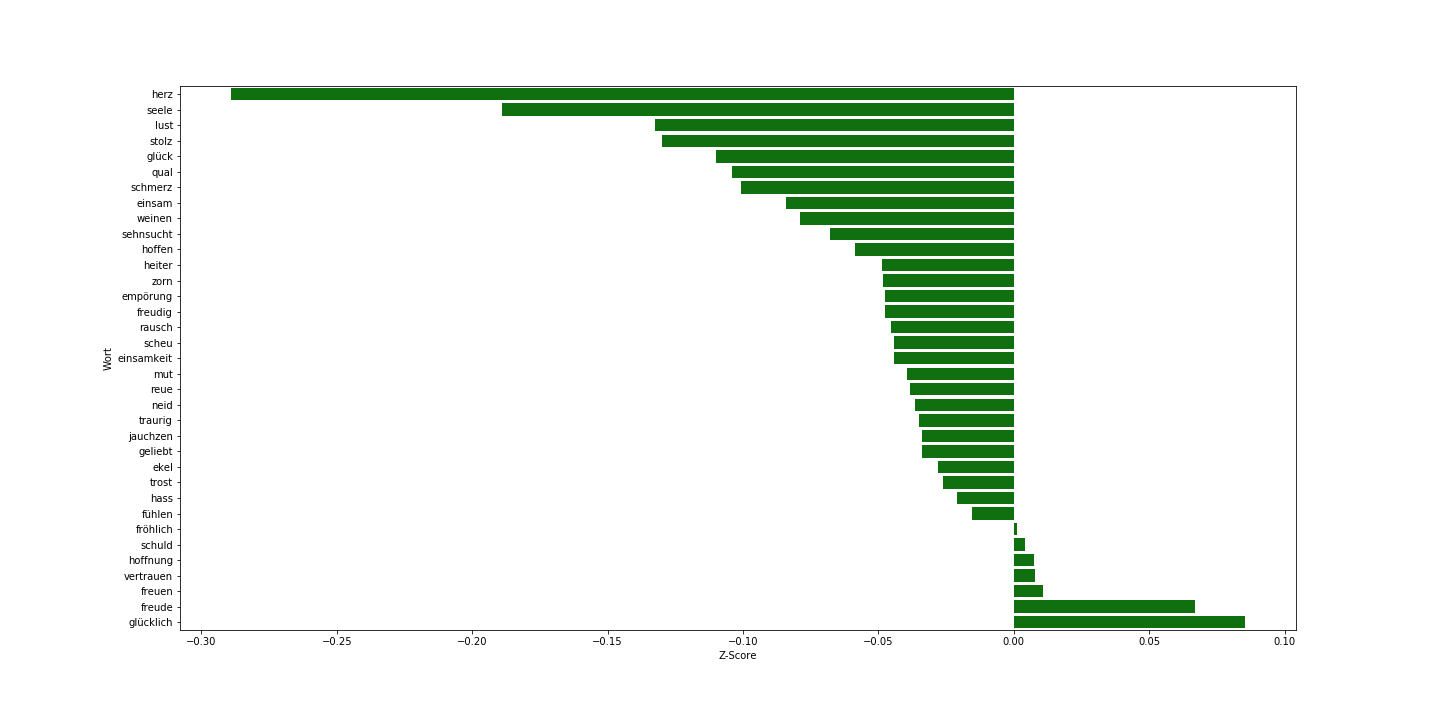 herz
seele
lust
stolz
glück
qual
schmerz
einsam
weinen
sehnsucht
hoffen
heiter
zorn
empörung
freudig
rausch
scheu
einsamkeit
mut
reue
neid
traurig
jauchzen
geliebt
ekel
trost
hass
fühlen
fröhlich
schuld
hoffnung
vertrauen
freuen
freude
glücklich
Wort
−0.30 −0.25 −0.20 −0.15 −0.10 −0.05 0.00 0.05 0.10
Z-Score